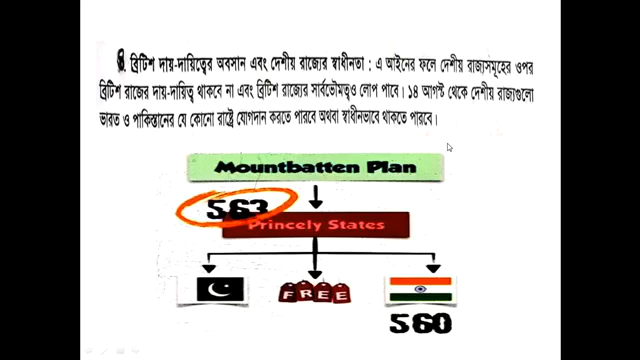 8. ব্রিটিশ দায়-দায়িত্বের অবসান এবং দেশীয় রাজ্যের স্বাধীনতা : এ আইনের ফলে দেশীয় রাজ্যসমূহের ওপর
ব্রিটিশ রাজের দায়-দায়িত্ব থাকবে না এবং ব্রিটিশ রাজ্যের সার্বভৌমত্বও লোপ পাবে। ১৪ আগস্ট থেকে দেশীয় রাজ্যগুলো
ভারত ও পাকিস্তানের যে কোনো রাষ্ট্রে যোগদান করতে পারবে অথবা স্বাধীনভাবে থাকতে পারবে।
Mountbatten Plan
563
Princely States
FREE
560